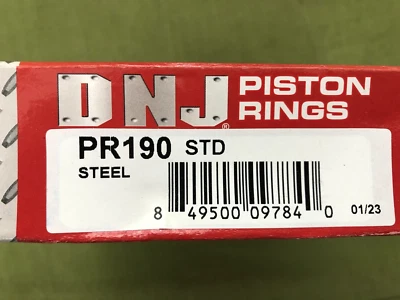 DNJ® PISTON
RINGS
PR190 STD
STEEL
8 49500 09784 0 01/23